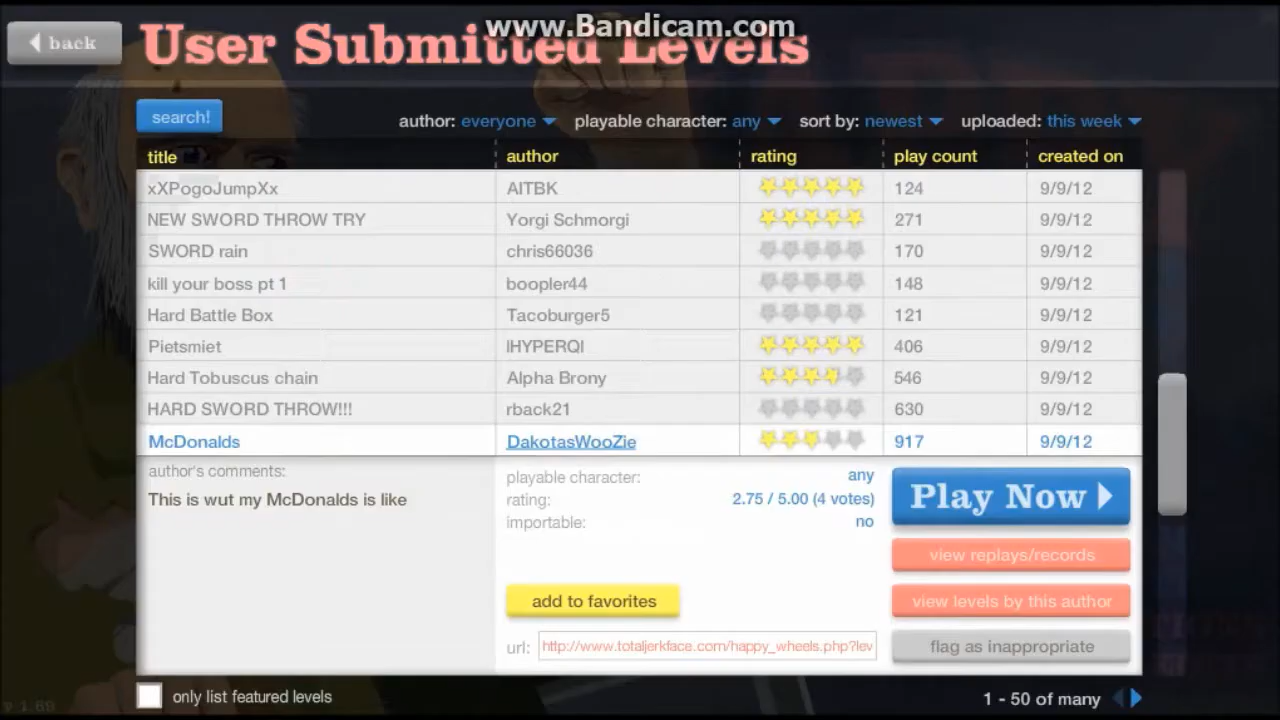 www.Bandicam.com
back
User Submitted Levels
search!
author: everyone playable character: any sort by: newest uploaded: this week
title author rating play count created on
xXPogoJumpXx AITBK 124 9/9/12
NEW SWORD THROW TRY Yorgi Schmorgi 271 9/9/12
SWORD rain chris66036 170 9/9/12
kill your boss pt 1 boopler44 148 9/9/12
Hard Battle Box Tacoburger5 121 9/9/12
Pietsmiet IHYPERQI 406 9/9/12
Hard Tobuscus chain Alpha Brony 546 9/9/12
HARD SWORD THROW!!! rback21 630 9/9/12
McDonalds DakotasWooZie 917 9/9/12
author's comments:
This is wut my McDonalds is like
playable character: any
rating: 2.75 / 5.00 (4 votes)
importable: no
Play Now
view replays/records
add to favorites
view levels by this author
url: http://www.totaljerkface.com/happy_wheels.php?lev
flag as inappropriate
only list featured levels
1 - 50 of many
v 1.69